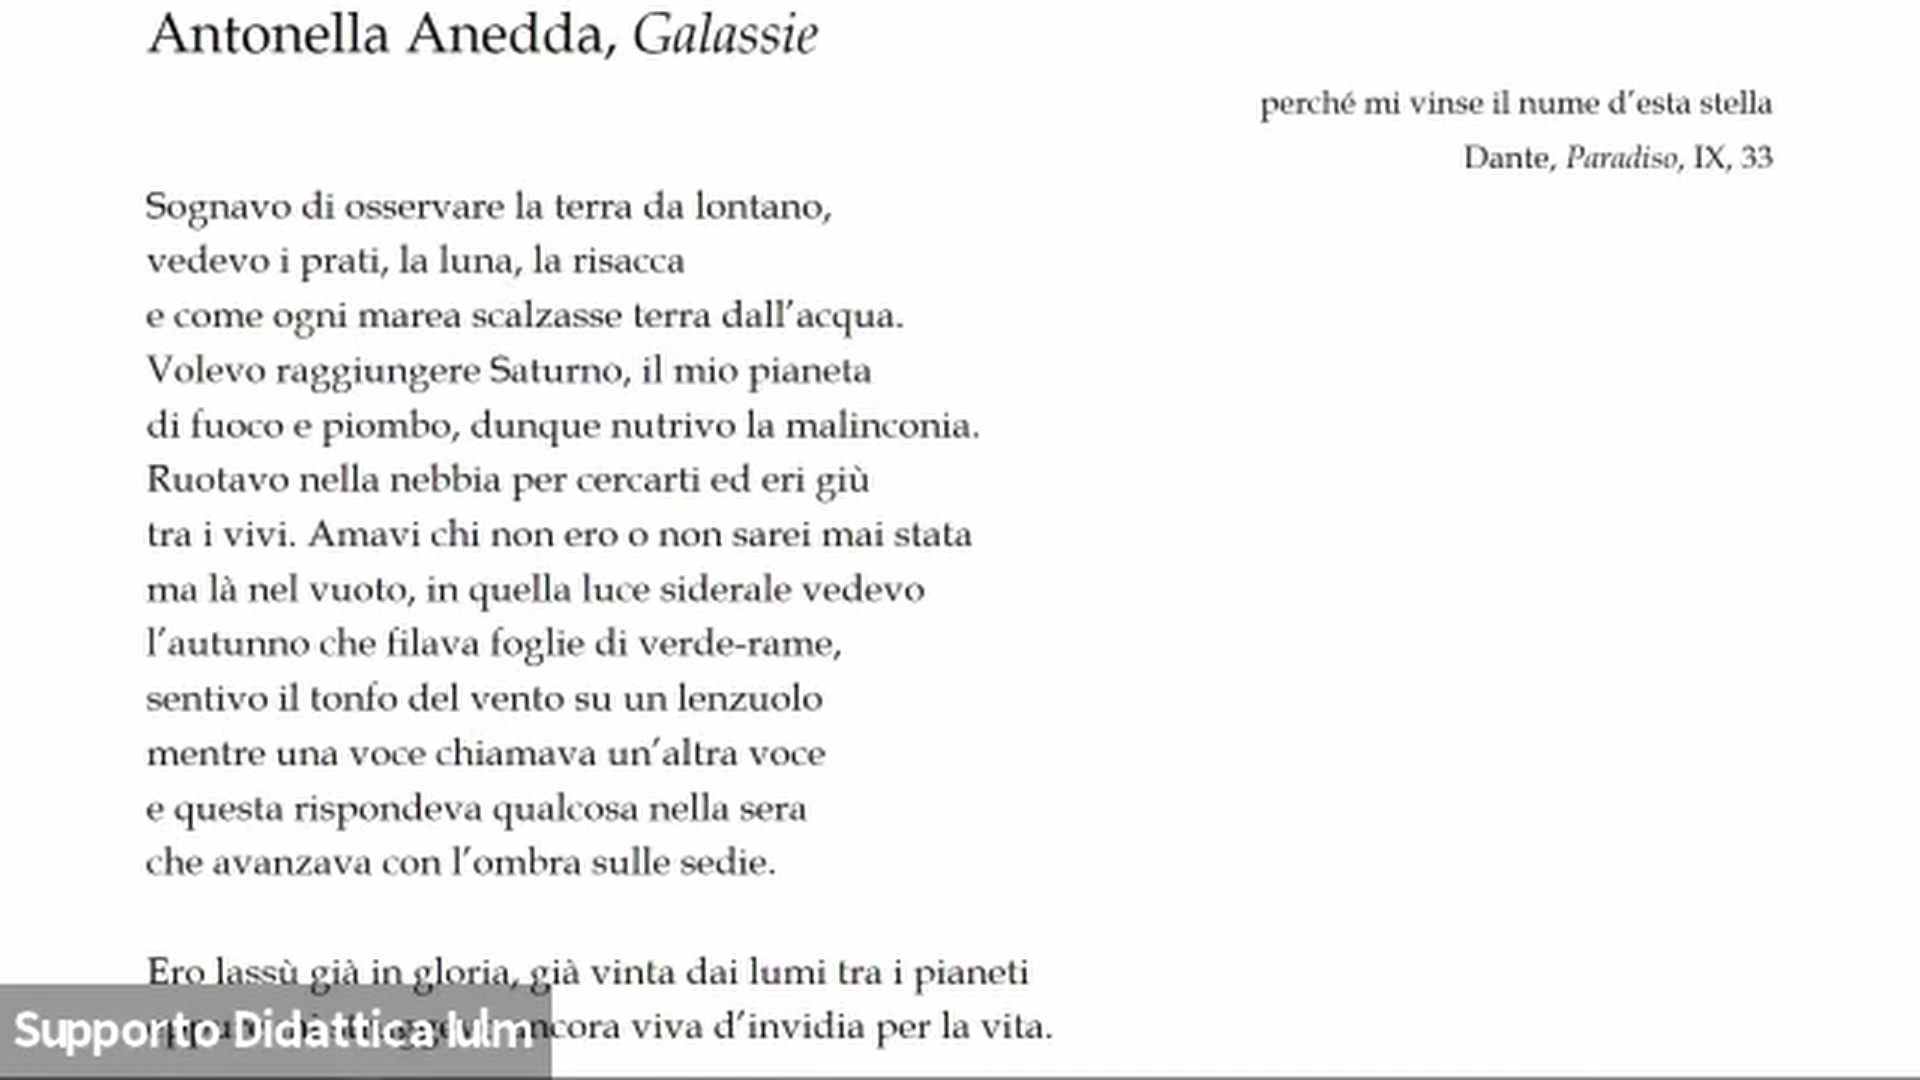 Antonella Anedda, Galassie
perché mi vinse il nume d'esta stella
Dante, Paradiso, IX, 33
Sognavo di osservare la terra da lontano,
vedevo i prati, la luna, la risacca
e come ogni marea scalzasse terra dall'acqua.
Volevo raggiungere Saturno, il mio pianeta
di fuoco e piombo, dunque nutrivo la malinconia.
Ruotavo nella nebbia per cercarti ed eri giù
tra i vivi. Amavi chi non ero o non sarei mai stata
ma là nel vuoto, in quella luce siderale vedevo
l'autunno che filava foglie di verde-rame,
sentivo il tonfo del vento su un lenzuolo
mentre una voce chiamava un'altra voce
e questa rispondeva qualcosa nella sera
che avanzava con l'ombra sulle sedie.
Ero lassù già in gloria, già vinta dai lumi tra i pianeti
ancora viva d'invidia per la vita.
Supporto Didattica Iulm